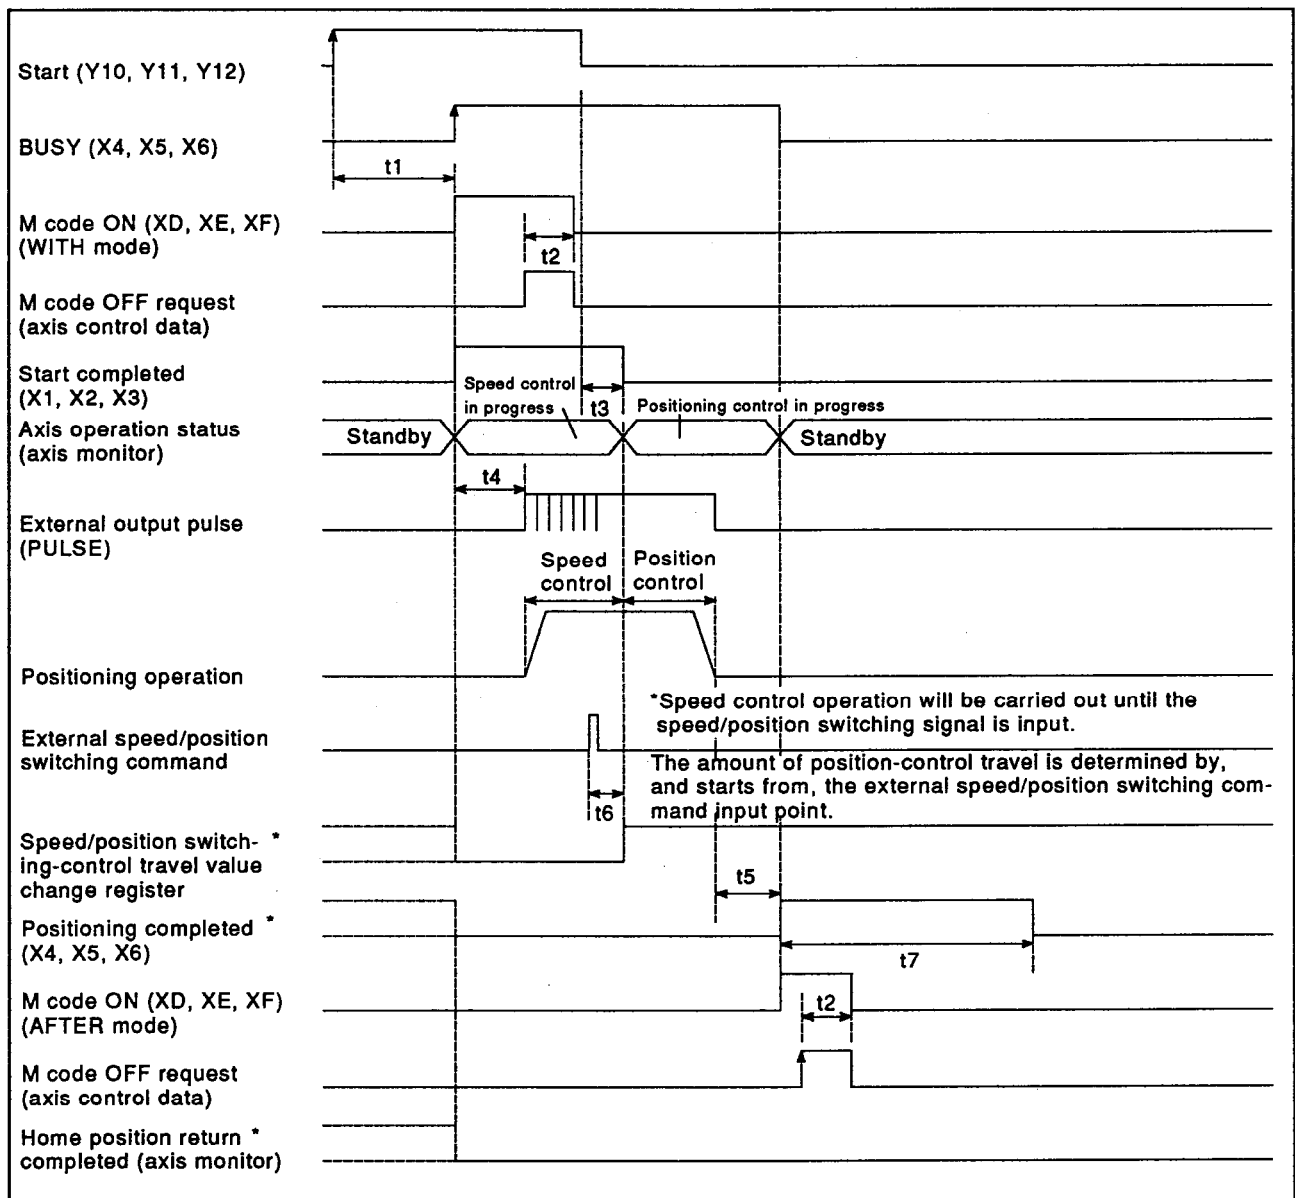 Start (Y10, Y11, Y12)
BUSY (X4, X5, X6)
t1
M code ON (XD, XE, XF)
(WITH mode)
t2
M code OFF request
(axis control data)
Start completed
(X1, X2, X3)
Speed control
in progress
t3
Positioning control in progress
Axis operation status
(axis monitor)
Standby
Standby
t4
External output pulse
(PULSE)
Speed
control
Position
control
Positioning operation
*Speed control operation will be carried out until the
speed/position switching signal is input.
External speed/position
switching command
The amount of position-control travel is determined by,
and starts from, the external speed/position switching com-
mand input point.
t6
Speed/position switch- *
ing-control travel value
change register
t5
Positioning completed *
(X4, X5, X6)
t7
M code ON (XD, XE, XF)
(AFTER mode)
t2
M code OFF request
(axis control data)
Home position return *
completed (axis monitor)